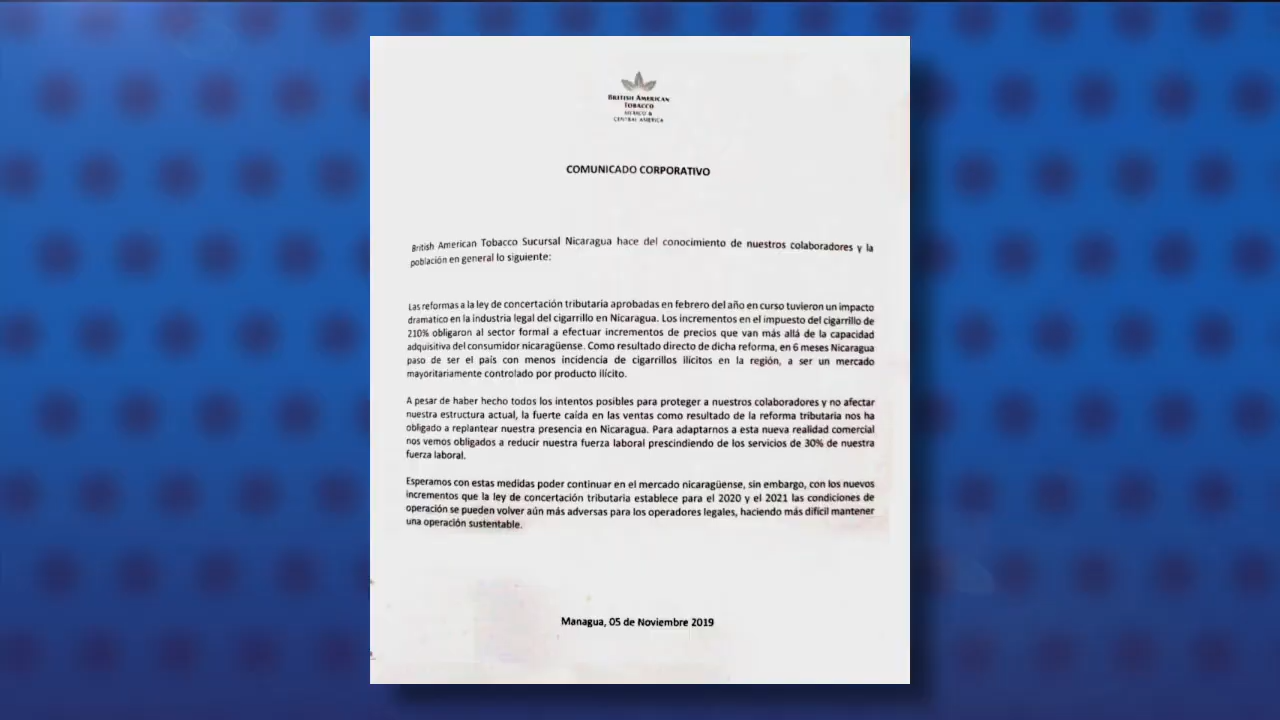 BRITISH AMERICAN
TOBACCO
MEXICO &
CENTRAL AMERICA
COMUNICADO CORPORATIVO
British American Tobacco Sucursal Nicaragua hace del conocimiento de nuestros colaboradores y la
población en general lo siguiente:
Las reformas a la ley de concertación tributaria aprobadas en febrero del año en curso tuvieron un impacto
dramatico en la industria legal del cigarrillo en Nicaragua. Los incrementos en el impuesto del cigarrillo de
210% obligaron al sector formal a efectuar incrementos de precios que van más allá de la capacidad
adquisitiva del consumidor nicaragüense. Como resultado directo de dicha reforma, en 6 meses Nicaragua
paso de ser el país con menos incidencia de cigarrillos ilícitos en la región, a ser un mercado
mayoritariamente controlado por producto ilícito.
A pesar de haber hecho todos los intentos posibles para proteger a nuestros colaboradores y no afectar
nuestra estructura actual, la fuerte caída en las ventas como resultado de la reforma tributaria nos ha
obligado a replantear nuestra presencia en Nicaragua. Para adaptarnos a esta nueva realidad comercial
nos vemos obligados a reducir nuestra fuerza laboral prescindiendo de los servicios de 30% de nuestra
fuerza laboral.
Esperamos con estas medidas poder continuar en el mercado nicaragüense, sin embargo, con los nuevos
incrementos que la ley de concertación tributaria establece para el 2020 y el 2021 las condiciones de
operación se pueden volver aún más adversas para los operadores legales, haciendo más difícil mantener
una operación sustentable.
Managua, 05 de Noviembre 2019